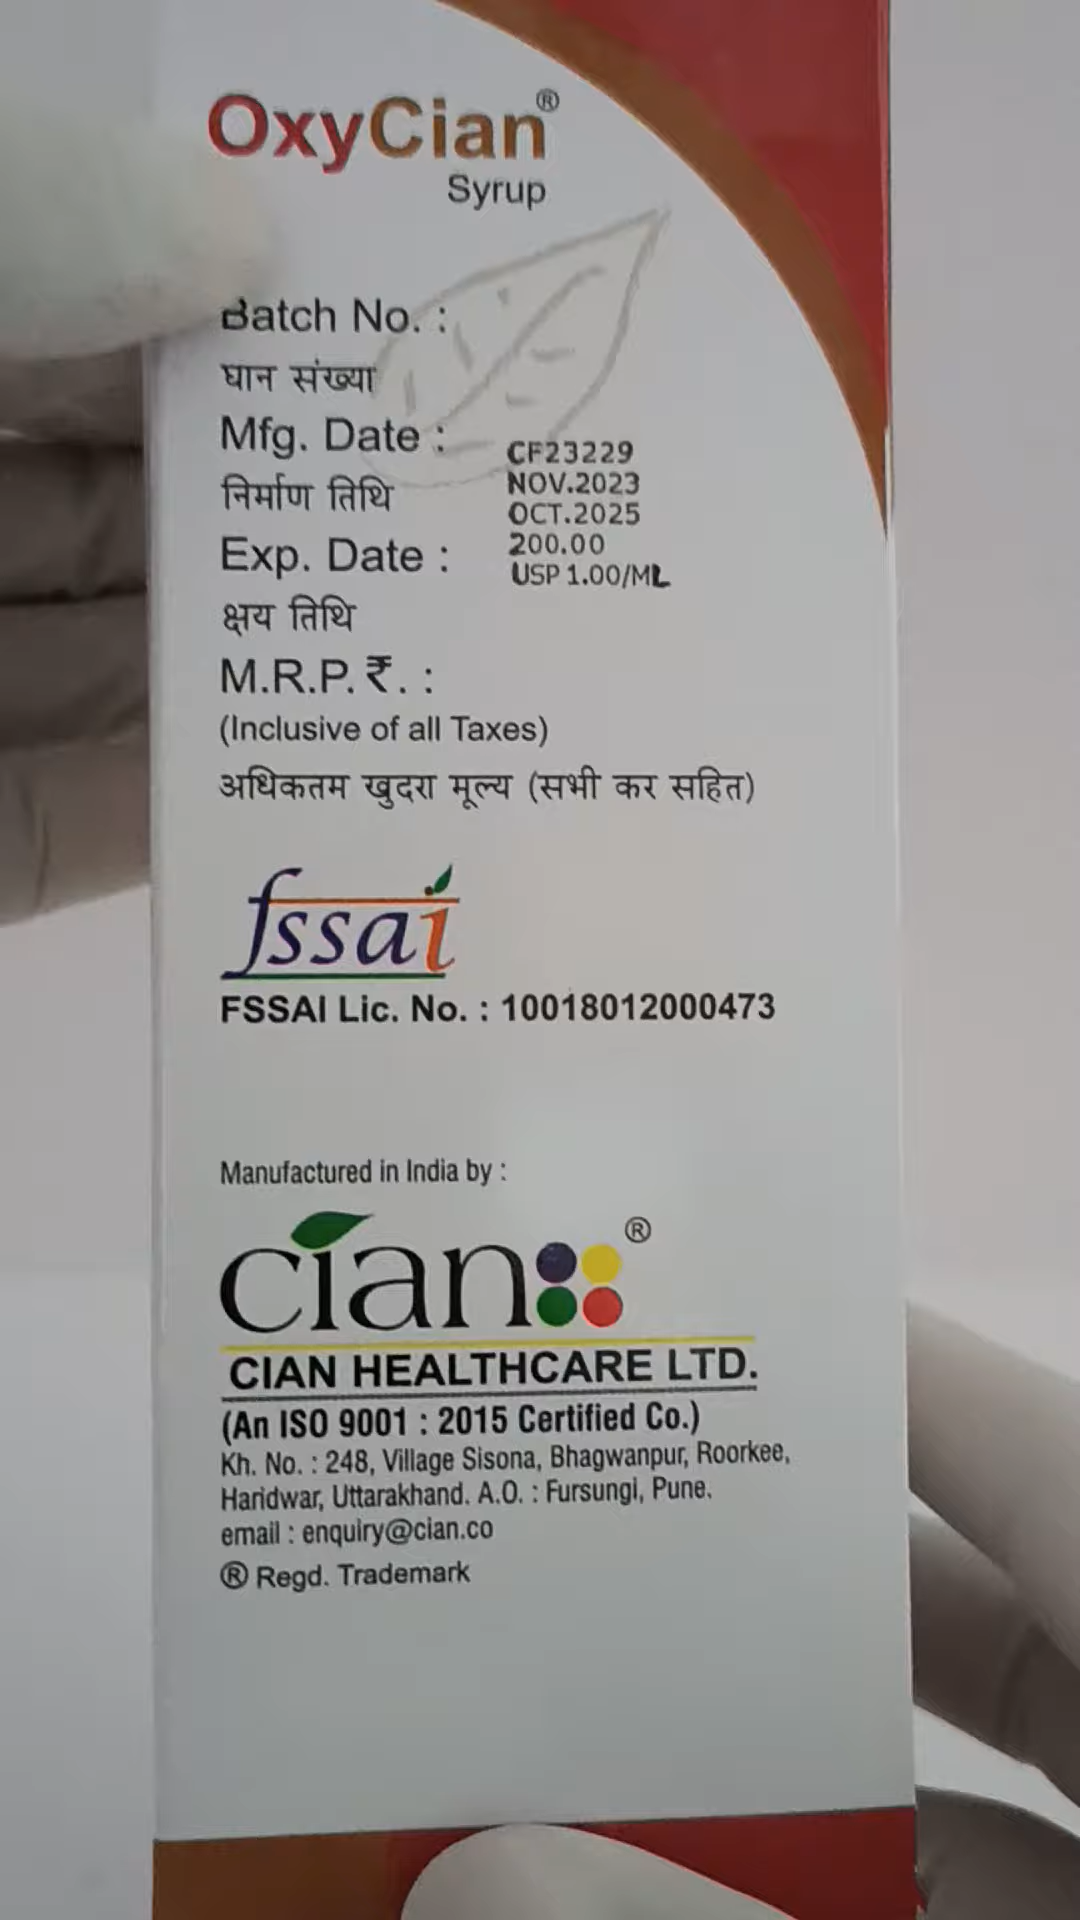 OxyCian®
Syrup
Batch No. :
घान संख्या
Mfg. Date :
निर्माण तिथि
Exp. Date :
क्षय तिथि
M.R.P. ₹. :
(Inclusive of all Taxes)
अधिकतम खुदरा मूल्य (सभी कर सहित)
CF23229
NOV.2023
OCT.2025
200.00
USP 1.00/ML
fssai
FSSAI Lic. No. : 10018012000473
Manufactured in India by :
cian®
CIAN HEALTHCARE LTD.
(An ISO 9001 : 2015 Certified Co.)
Kh. No. : 248, Village Sisona, Bhagwanpur, Roorkee,
Haridwar, Uttarakhand. A.O. : Fursungi, Pune.
email : enquiry@cian.co
® Regd. Trademark